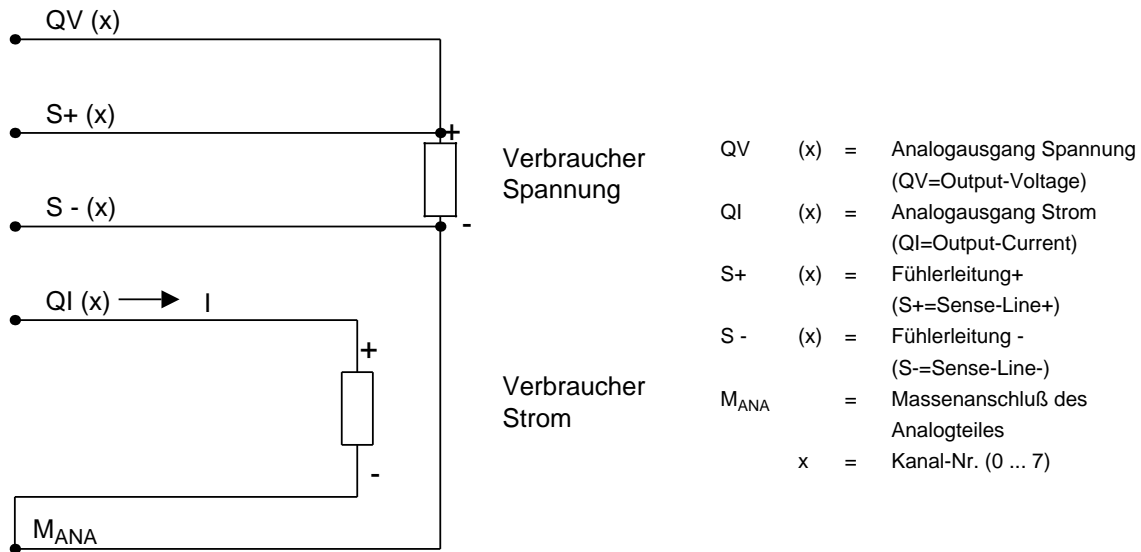 QV (x)
S+ (x)
+
Verbraucher
Spannung
S - (x)
-
QI (x) I
+
Verbraucher
Strom
-
MANA
QV (x) = Analogausgang Spannung
(QV=Output-Voltage)
QI (x) = Analogausgang Strom
(QI=Output-Current)
S+ (x) = Fühlerleitung+
(S+=Sense-Line+)
S - (x) = Fühlerleitung -
(S-=Sense-Line-)
MANA = Massenanschluß des
Analogteiles
x = Kanal-Nr. (0 ... 7)